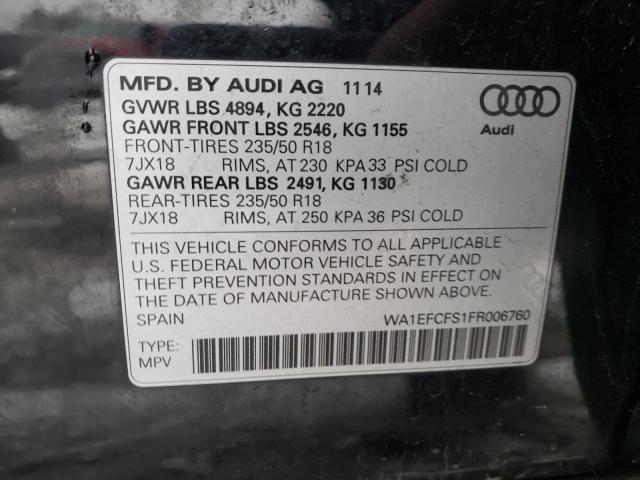 MFD. BY AUDI AG 1114
GVWR LBS 4894, KG 2220
GAWR FRONT LBS 2546, KG 1155
FRONT-TIRES 235/50 R18
7JX18 RIMS, AT 230 KPA 33 PSI COLD
GAWR REAR LBS 2491, KG 1130
REAR-TIRES 235/50 R18
7JX18 RIMS, AT 250 KPA 36 PSI COLD
Audi
THIS VEHICLE CONFORMS TO ALL APPLICABLE
U.S. FEDERAL MOTOR VEHICLE SAFETY AND
THEFT PREVENTION STANDARDS IN EFFECT ON
THE DATE OF MANUFACTURE SHOWN ABOVE.
SPAIN WA1EFCFS1FR006760
TYPE:
MPV